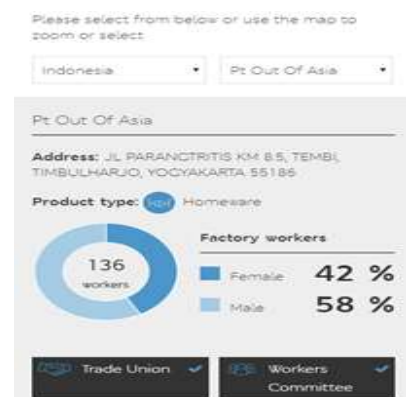 Please select from below or use the map to
zoom or select
Indonesia
Pt Out Of Asia
Pt Out Of Asia
Address: JL PARANGTRITIS KM 8.5, TEMBI,
TIMBULHARJO, YOGYAKARTA 55186
Product type: Homeware
Factory workers
136
workers
Female 42 %
Male 58 %
Trade Union
Workers
Committee